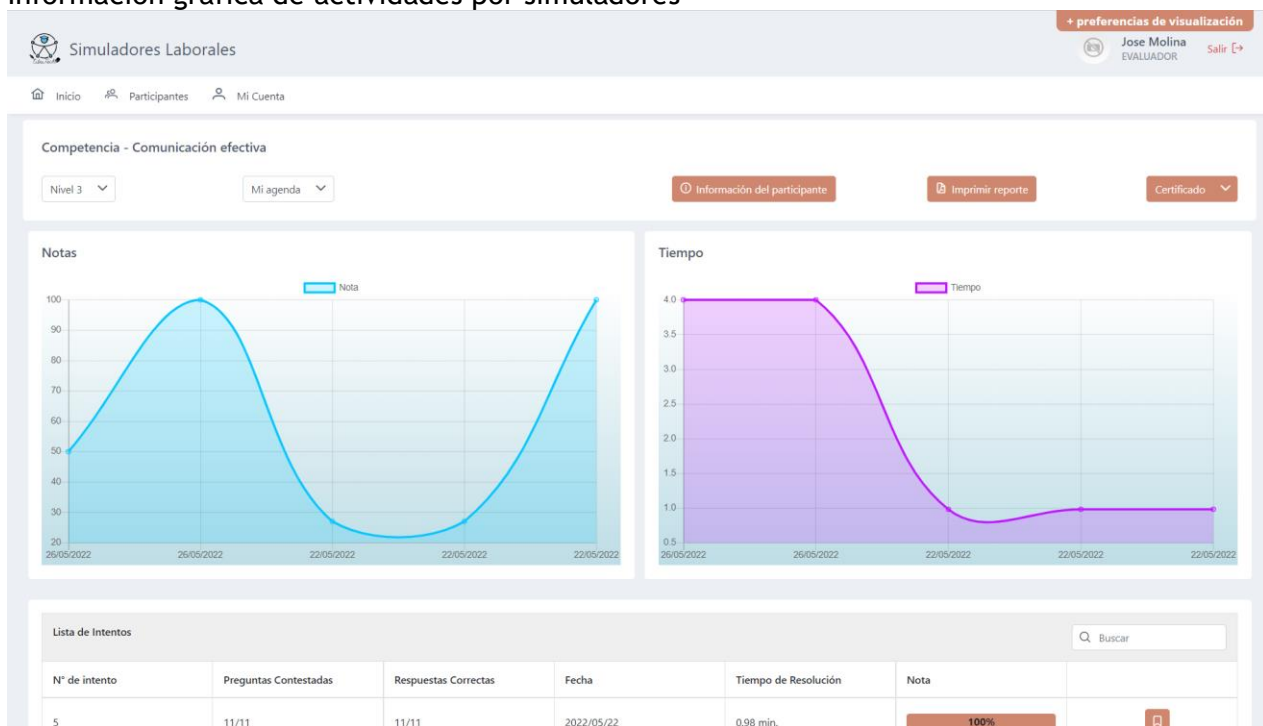 información gráfica de actividades por simuladores
+ preferencias de visualización
Simuladores Laborales
Jose Molina
EVALUADOR
Salir
Inicio Participantes Mi Cuenta
Competencia - Comunicación efectiva
Nivel 3 Mi agenda Información del participante Imprimir reporte Certificado
Notas
Nota
100
90
80
70
60
50
40
30
20
26/05/2022 26/05/2022 22/05/2022 22/05/2022 22/05/2022
Tiempo
Tiempo
4.0
3.5
3.0
2.5
2.0
1.5
1.0
0.5
26/05/2022 26/05/2022 22/05/2022 22/05/2022 22/05/2022
Lista de Intentos Buscar
N° de intento Preguntas Contestadas Respuestas Correctas Fecha Tiempo de Resolución Nota
5 11/11 11/11 2022/05/22 0.98 min. 100%